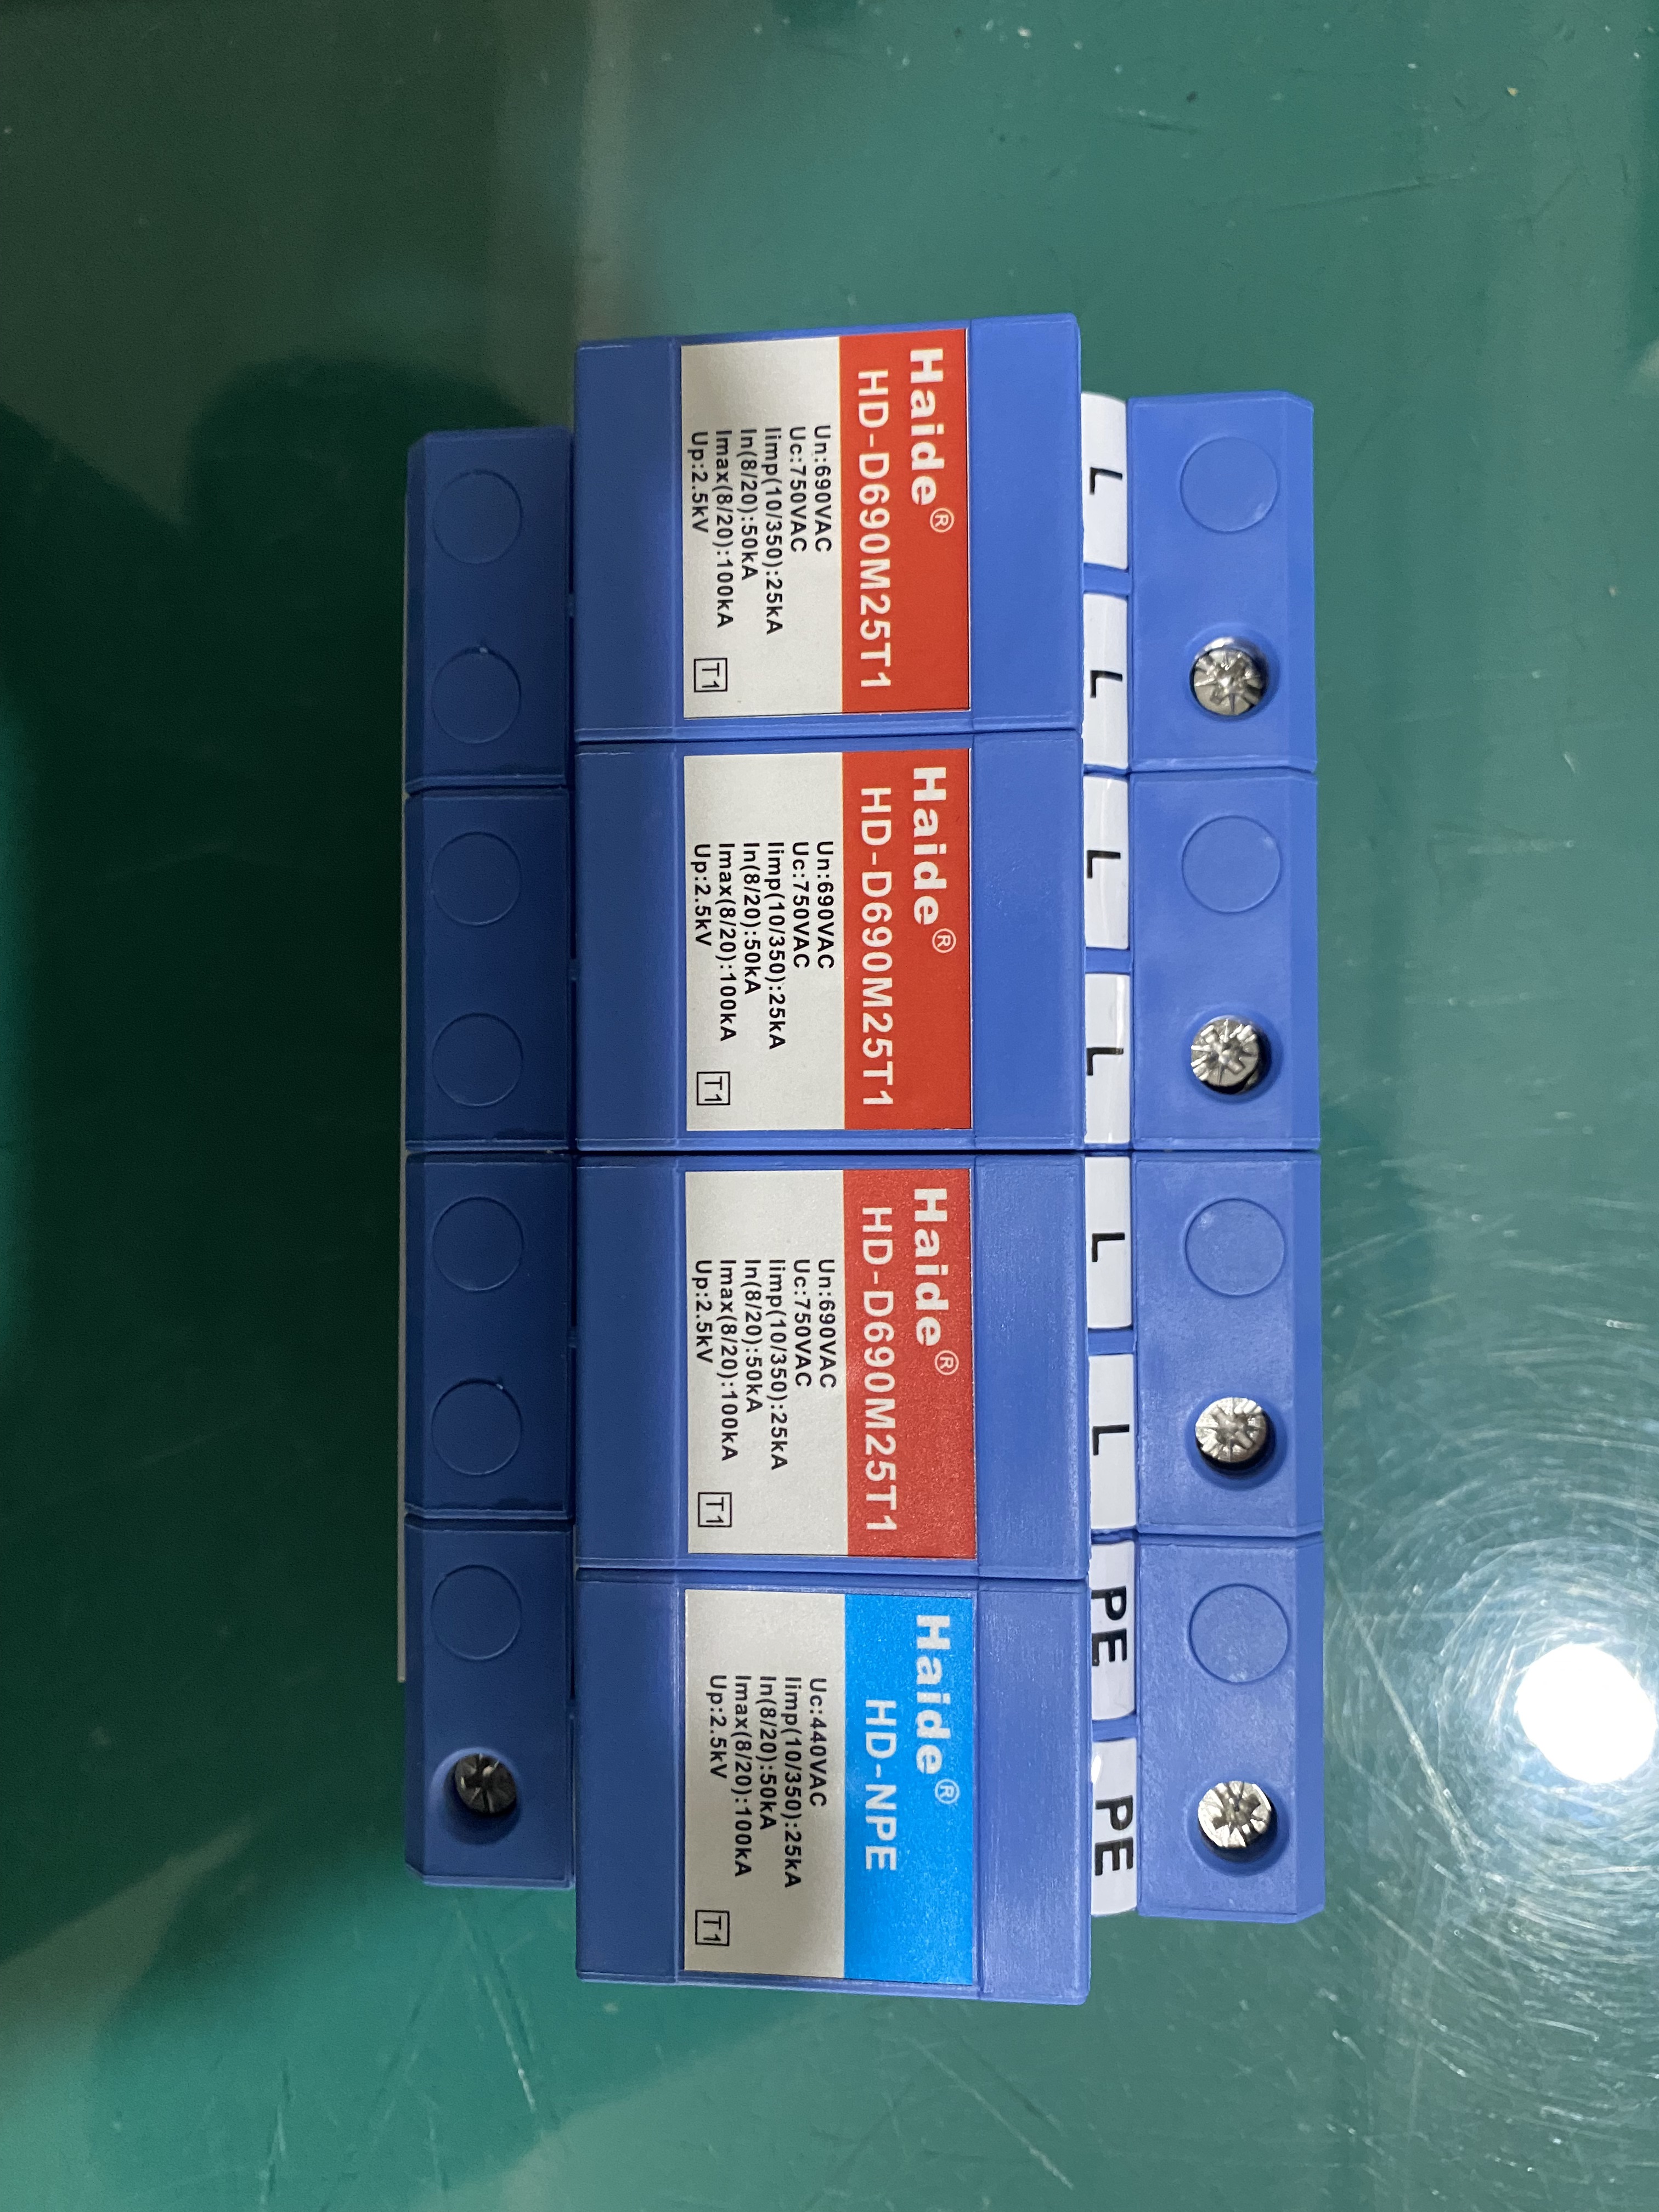 L
L
L
L
L
L
PE
PE
Haide®
HD-D690M25T1
Un:690VAC
Uc:750VAC
Iimp(10/350):25kA
In(8/20):50kA
Imax(8/20):100kA
Up:2.5kV
T1
Haide®
HD-D690M25T1
Un:690VAC
Uc:750VAC
Iimp(10/350):25kA
In(8/20):50kA
Imax(8/20):100kA
Up:2.5kV
T1
Haide®
HD-D690M25T1
Un:690VAC
Uc:750VAC
Iimp(10/350):25kA
In(8/20):50kA
Imax(8/20):100kA
Up:2.5kV
T1
Haide®
HD-NPE
Uc:440VAC
Iimp(10/350):25kA
In(8/20):50kA
Imax(8/20):100kA
Up:2.5kV
T1